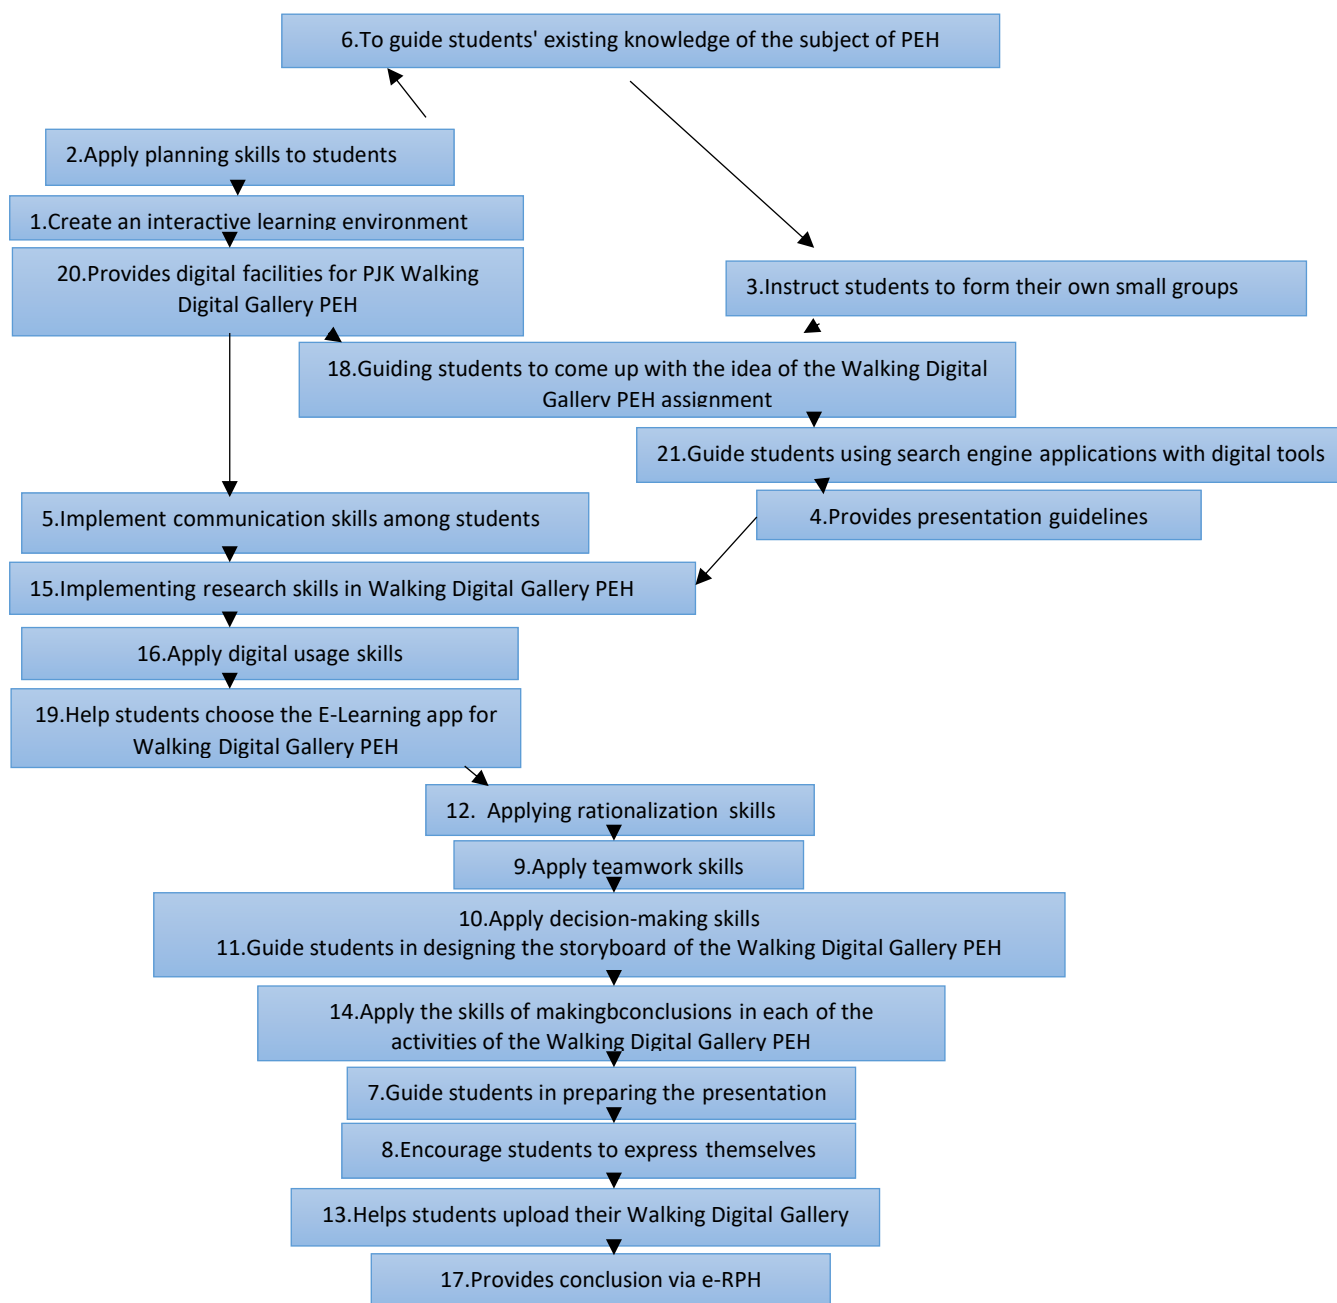 6.To guide students' existing knowledge of the subject of PEH
2.Apply planning skills to students
1.Create an interactive learning environment
20.Provides digital facilities for PJK Walking
Digital Gallery PEH
3.Instruct students to form their own small groups
18.Guiding students to come up with the idea of the Walking Digital
Gallery PEH assignment
21.Guide students using search engine applications with digital tools
5.Implement communication skills among students
4.Provides presentation guidelines
15.Implementing research skills in Walking Digital Gallery PEH
16.Apply digital usage skills
19.Help students choose the E-Learning app for
Walking Digital Gallery PEH
12. Applying rationalization skills
9.Apply teamwork skills
10.Apply decision-making skills
11.Guide students in designing the storyboard of the Walking Digital Gallery PEH
14.Apply the skills of makingbconclusions in each of the
activities of the Walking Digital Gallery PEH
7.Guide students in preparing the presentation
8.Encourage students to express themselves
13.Helps students upload their Walking Digital Gallery
17.Provides conclusion via e-RPH